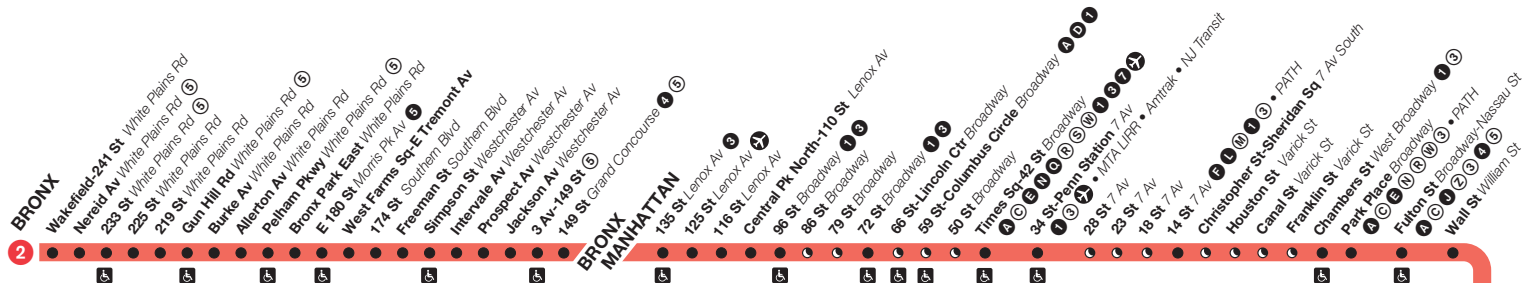 BRONX
Wakefield-241 St White Plains Rd
Nereid Av White Plains Rd 5
233 St White Plains Rd 5
225 St White Plains Rd
219 St White Plains Rd
Gun Hill Rd White Plains Rd 5
Burke Av White Plains Rd
Allerton Av White Plains Rd
Pelham Pkwy White Plains Rd 5
Bronx Park East White Plains Rd
E 180 St Morris Pk Av 5
West Farms Sq-E Tremont Av
174 St Southern Blvd
Freeman St Southern Blvd
Simpson St Westchester Av
Intervale Av Westchester Av
Prospect Av Westchester Av
Jackson Av Westchester Av
3 Av-149 St 5
149 St Grand Concourse 4 5
BRONX
MANHATTAN
135 St Lenox Av 3
125 St Lenox Av
116 St Lenox Av
Central Pk North-110 St Lenox Av
96 St Broadway 1 3
86 St Broadway
79 St Broadway
72 St Broadway 1 3
66 St-Lincoln Ctr Broadway
59 St-Columbus Circle Broadway A D 1
50 St Broadway
Times Sq-42 St Broadway
A C E N Q R S W 1 3 7
34 St-Penn Station 7 Av
1 3 • MTA LIRR • Amtrak • NJ Transit
28 St 7 Av
23 St 7 Av
18 St 7 Av
14 St 7 Av F L M 1 3 • PATH
Christopher St-Sheridan Sq 7 Av South
Houston St Varick St
Canal St Varick St
Franklin St Varick St
Chambers St West Broadway 1 3
Park Place Broadway
A C E R W 3 • PATH
Fulton St Broadway-Nassau St
A C J Z 3 4 5
Wall St William St
2